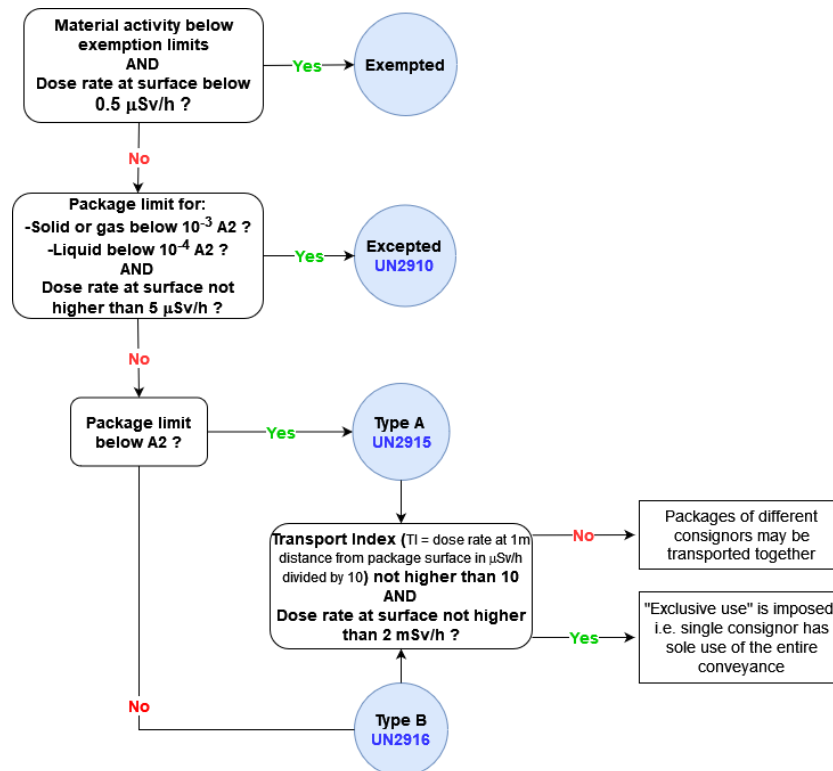 Material activity below
exemption limits
AND
Dose rate at surface below
0.5 μSv/h ?
Yes
Exempted
No
Package limit for:
-Solid or gas below 10⁻³ A2 ?
-Liquid below 10⁻⁴ A2 ?
AND
Dose rate at surface not
higher than 5 μSv/h ?
Yes
Excepted
UN2910
No
Package limit
below A2 ?
Yes
Type A
UN2915
Transport Index (TI = dose rate at 1m
distance from package surface in μSv/h
divided by 10) not higher than 10
AND
Dose rate at surface not higher
than 2 mSv/h ?
No
Packages of different
consignors may be
transported together
Yes
"Exclusive use" is imposed,
i.e. single consignor has
sole use of the entire
conveyance
No
Type B
UN2916